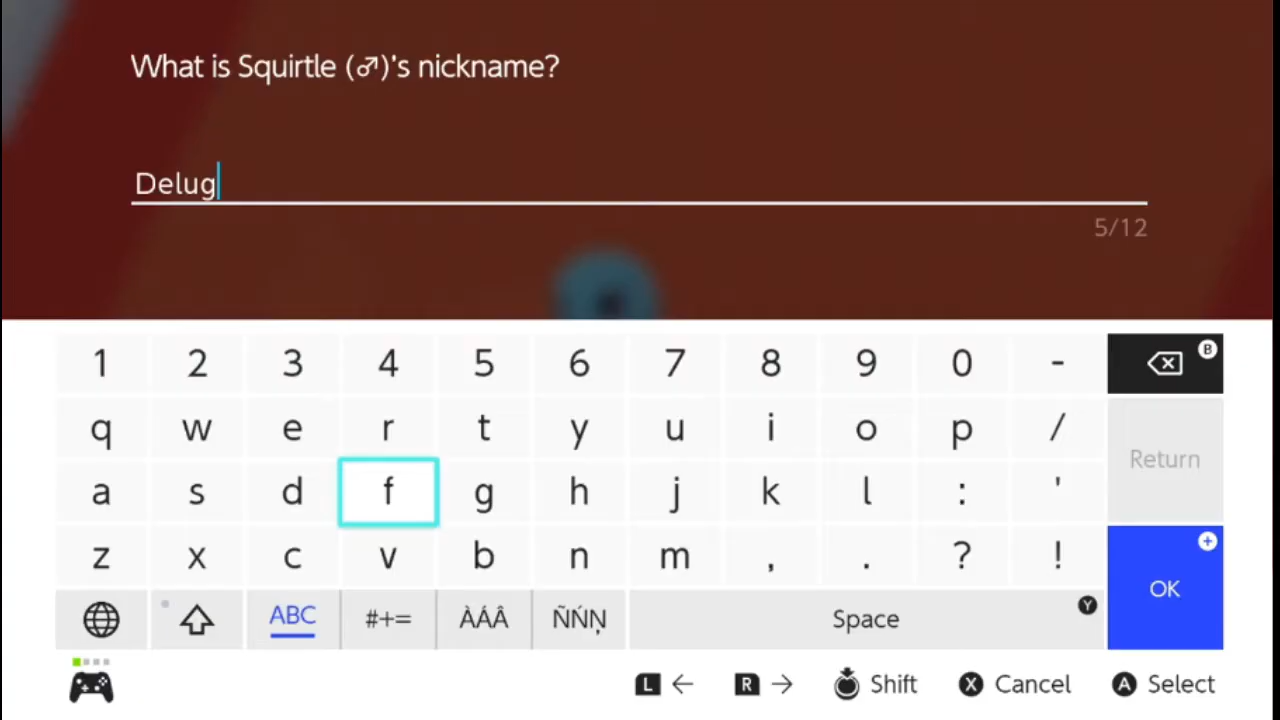 What is Squirtle (♂)'s nickname?
Delug
5/12
1 2 3 4 5 6 7 8 9 0 - B
q w e r t y u i o p /
Return
a s d f g h j k l : '
z x c v b n m , . ? ! +
OK
ABC #+= ÀÁÂ ÑŃŅ Space Y
L ← R → Shift X Cancel A Select